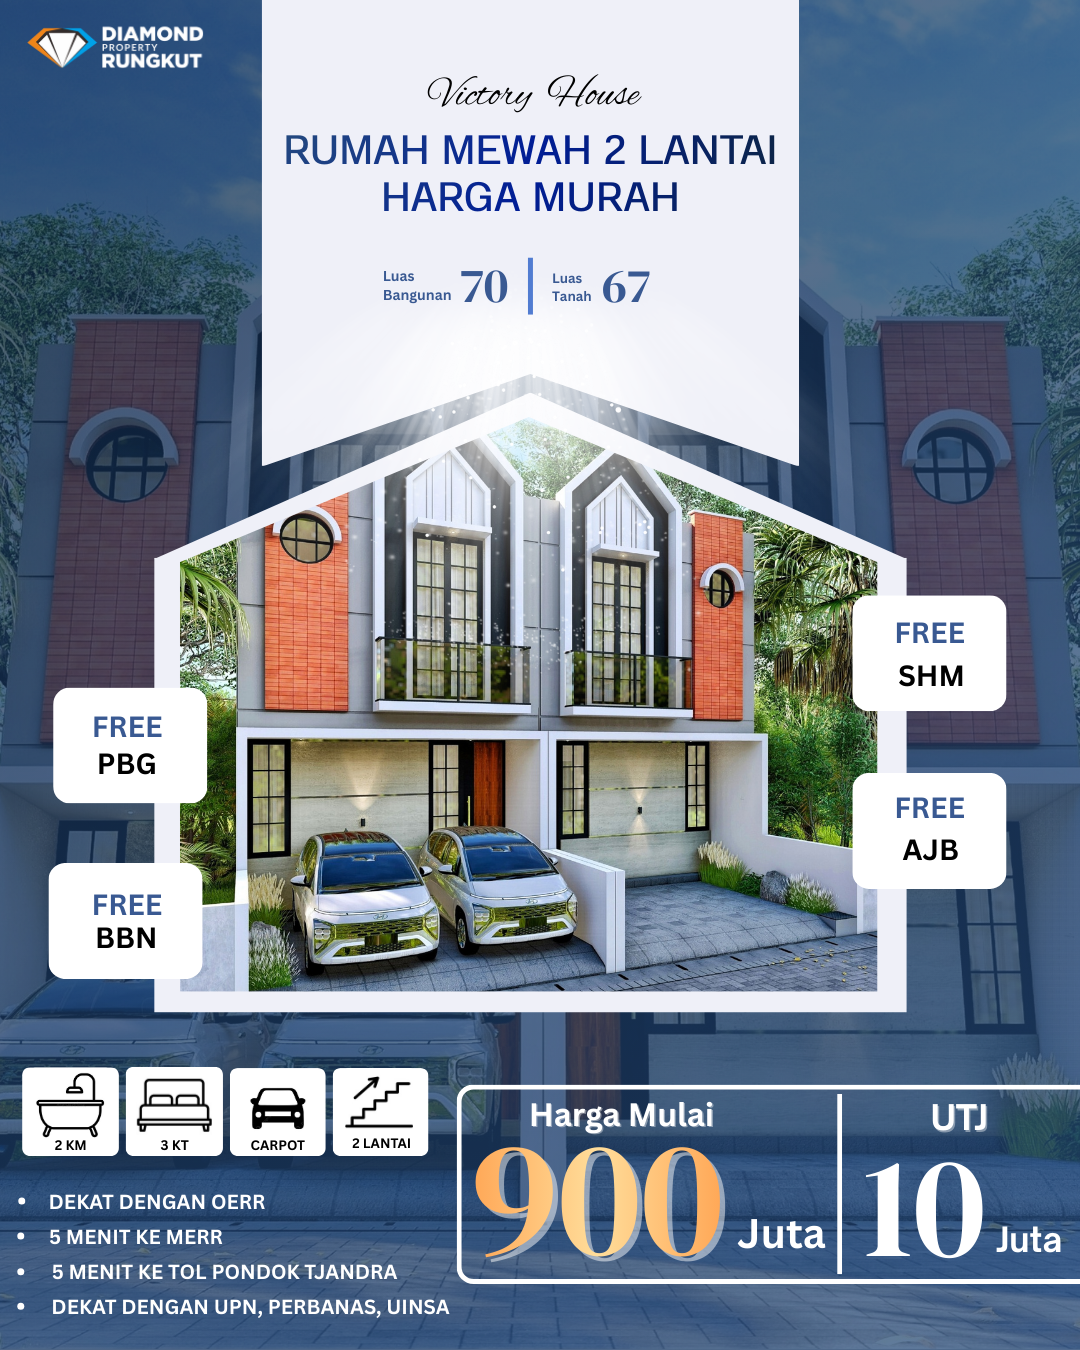 DIAMOND
PROPERTY
RUNGKUT
Victory House
RUMAH MEWAH 2 LANTAI
HARGA MURAH
Luas
Bangunan 70
Luas
Tanah 67
FREE
SHM
FREE
PBG
FREE
AJB
FREE
BBN
2 KM
3 KT
CARPOT
2 LANTAI
Harga Mulai
900 Juta
UTJ
10 Juta
• DEKAT DENGAN OERR
• 5 MENIT KE MERR
• 5 MENIT KE TOL PONDOK TJANDRA
• DEKAT DENGAN UPN, PERBANAS, UINSA